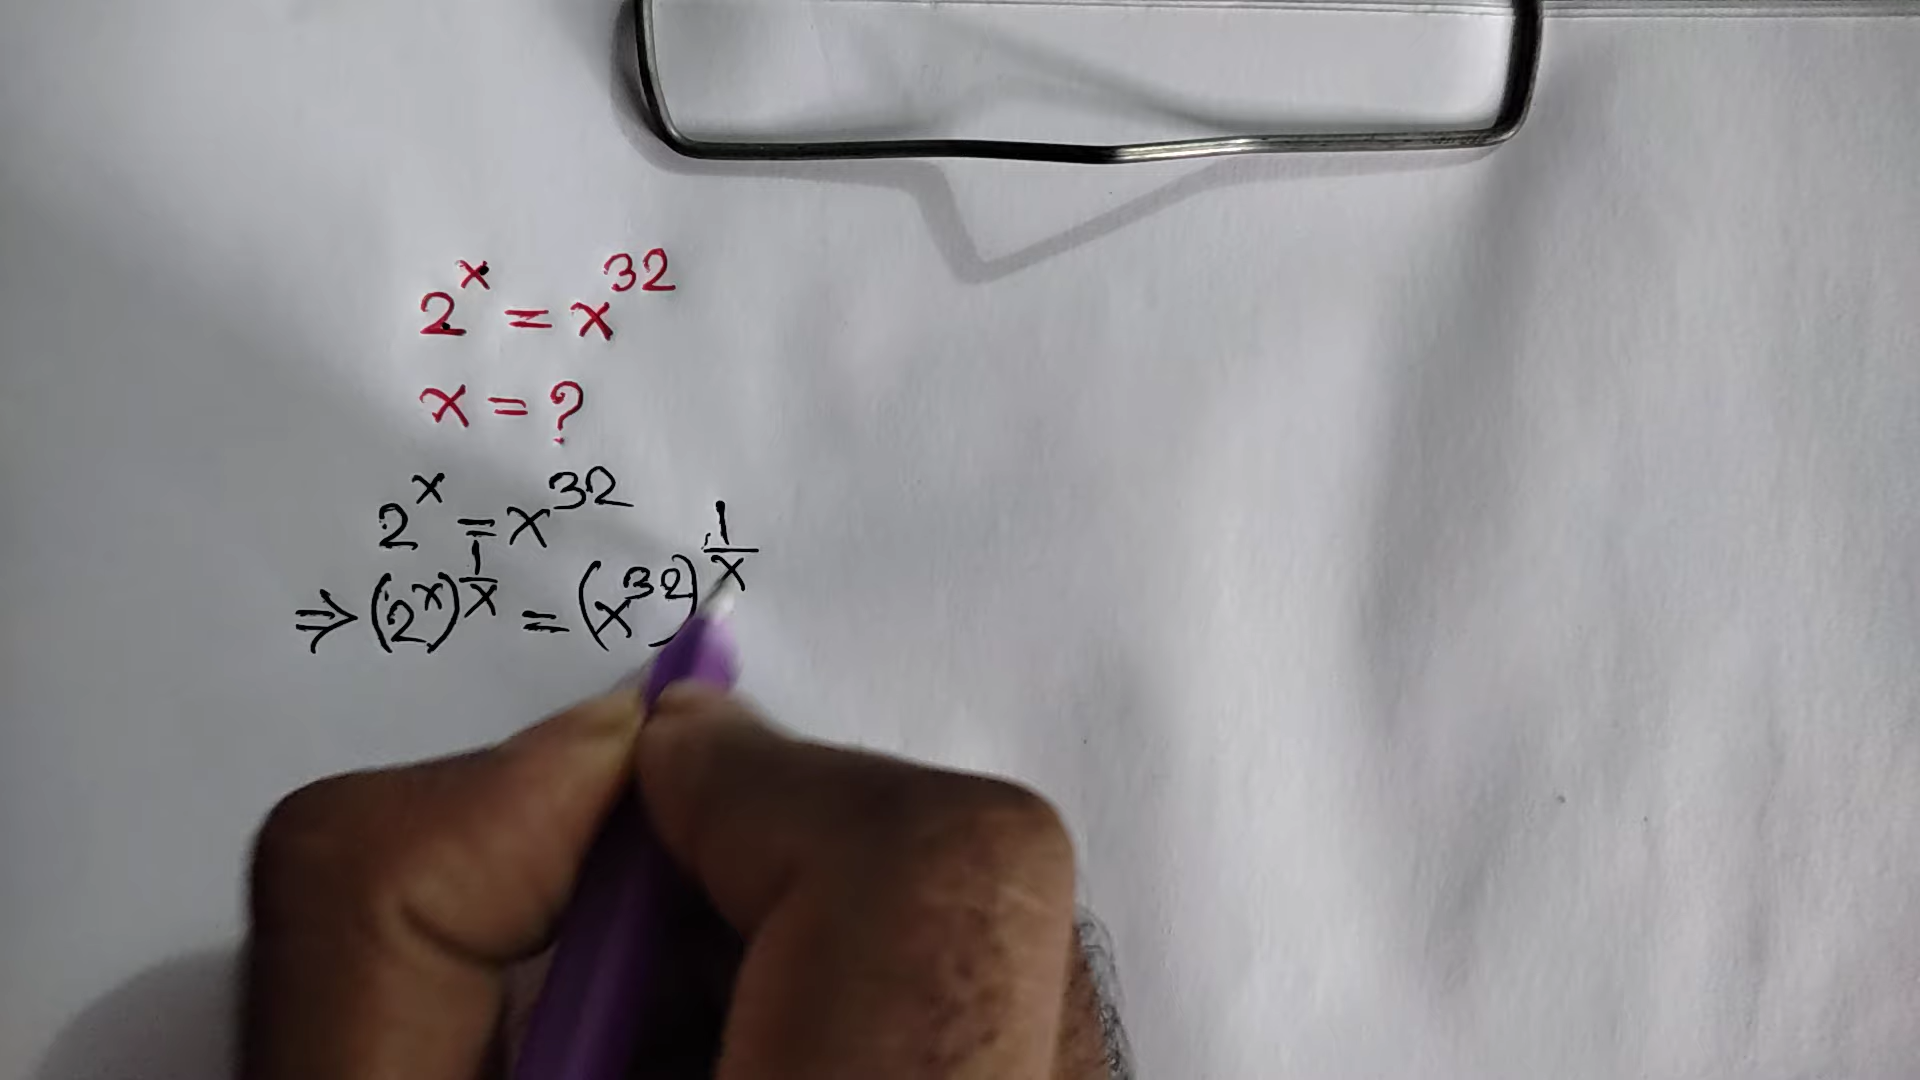 2^x = x^32
x = ?
2^x = x^32
⇒ (2^x)^(1/x) = (x^32)^(1/x)